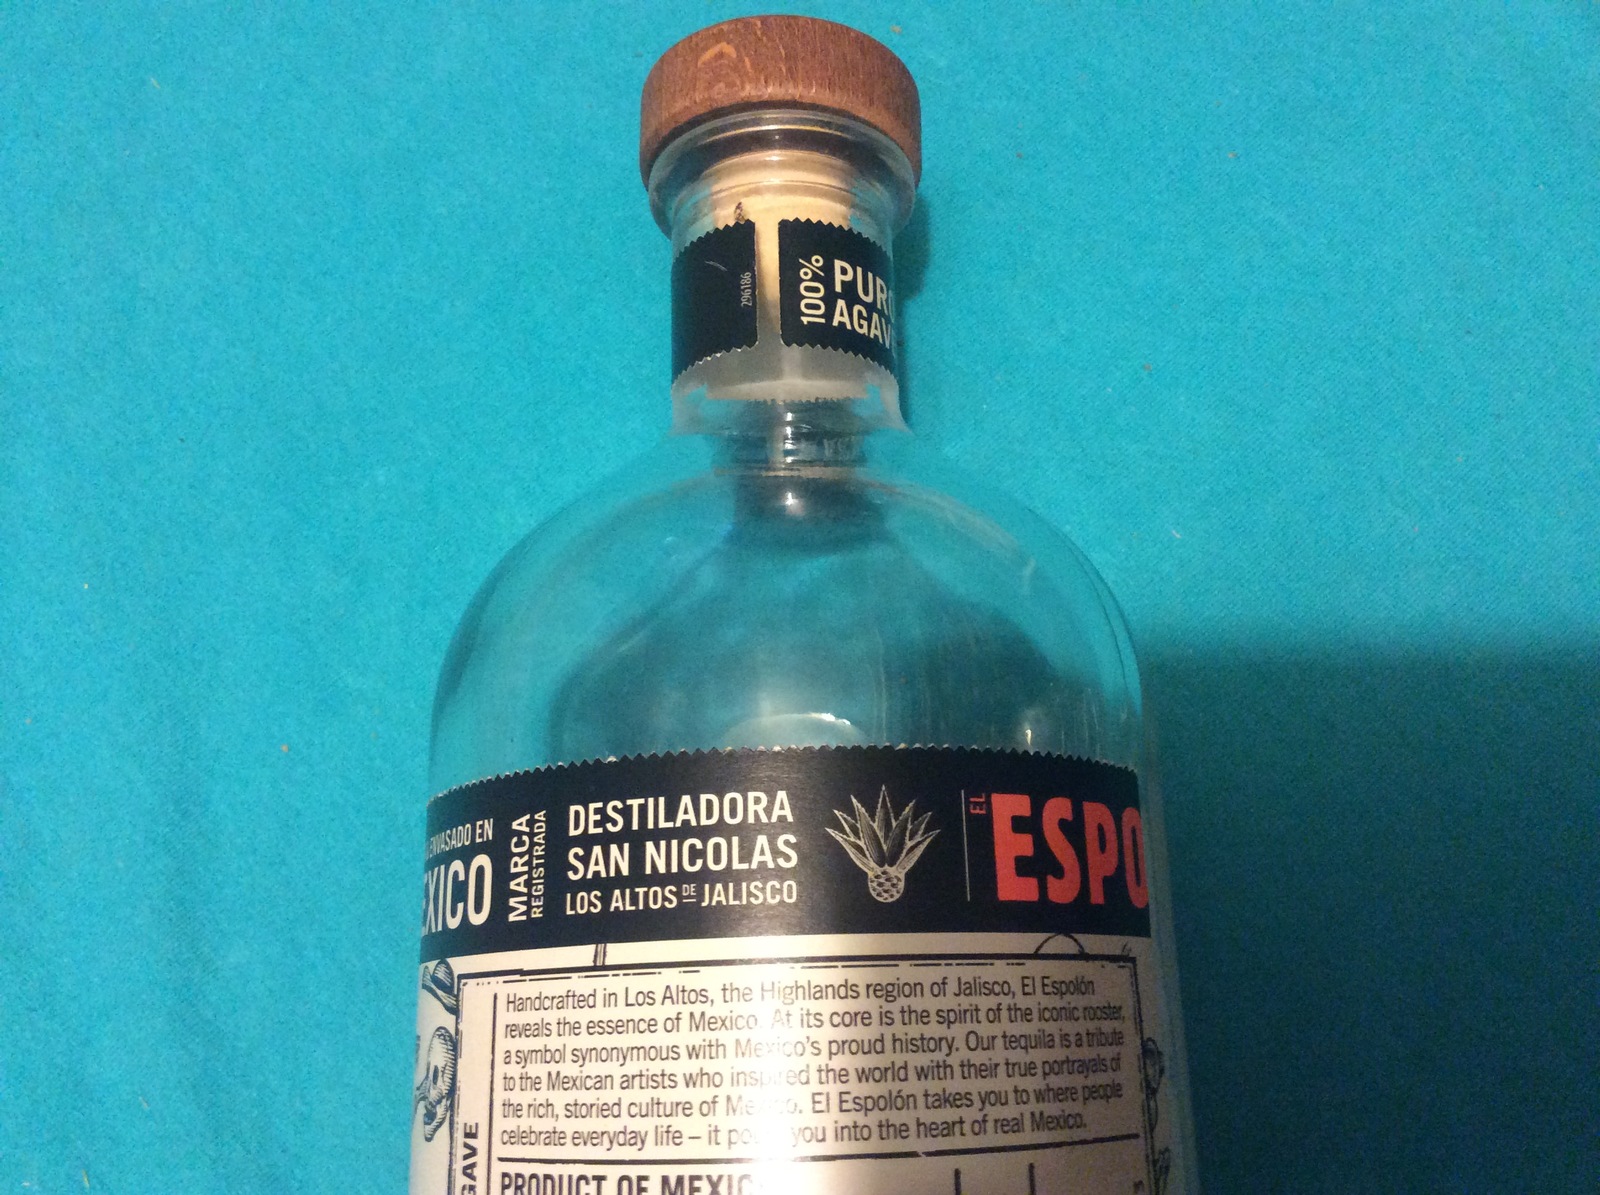 296186
100%
PURO
AGAV
ENVASADO EN
EXICO
MARCA
REGISTRADA
DESTILADORA
SAN NICOLAS
LOS ALTOS DE JALISCO
EL
ESPO
Handcrafted in Los Altos, the Highlands region of Jalisco, El Espolón
reveals the essence of Mexico. At its core is the spirit of the iconic rooster,
a symbol synonymous with Mexico's proud history. Our tequila is a tribute
to the Mexican artists who inspired the world with their true portrayals of
the rich, storied culture of Mexico. El Espolón takes you to where people
celebrate everyday life – it you into the heart of real Mexico.
GAVE
PRODUCT OF MEXIC